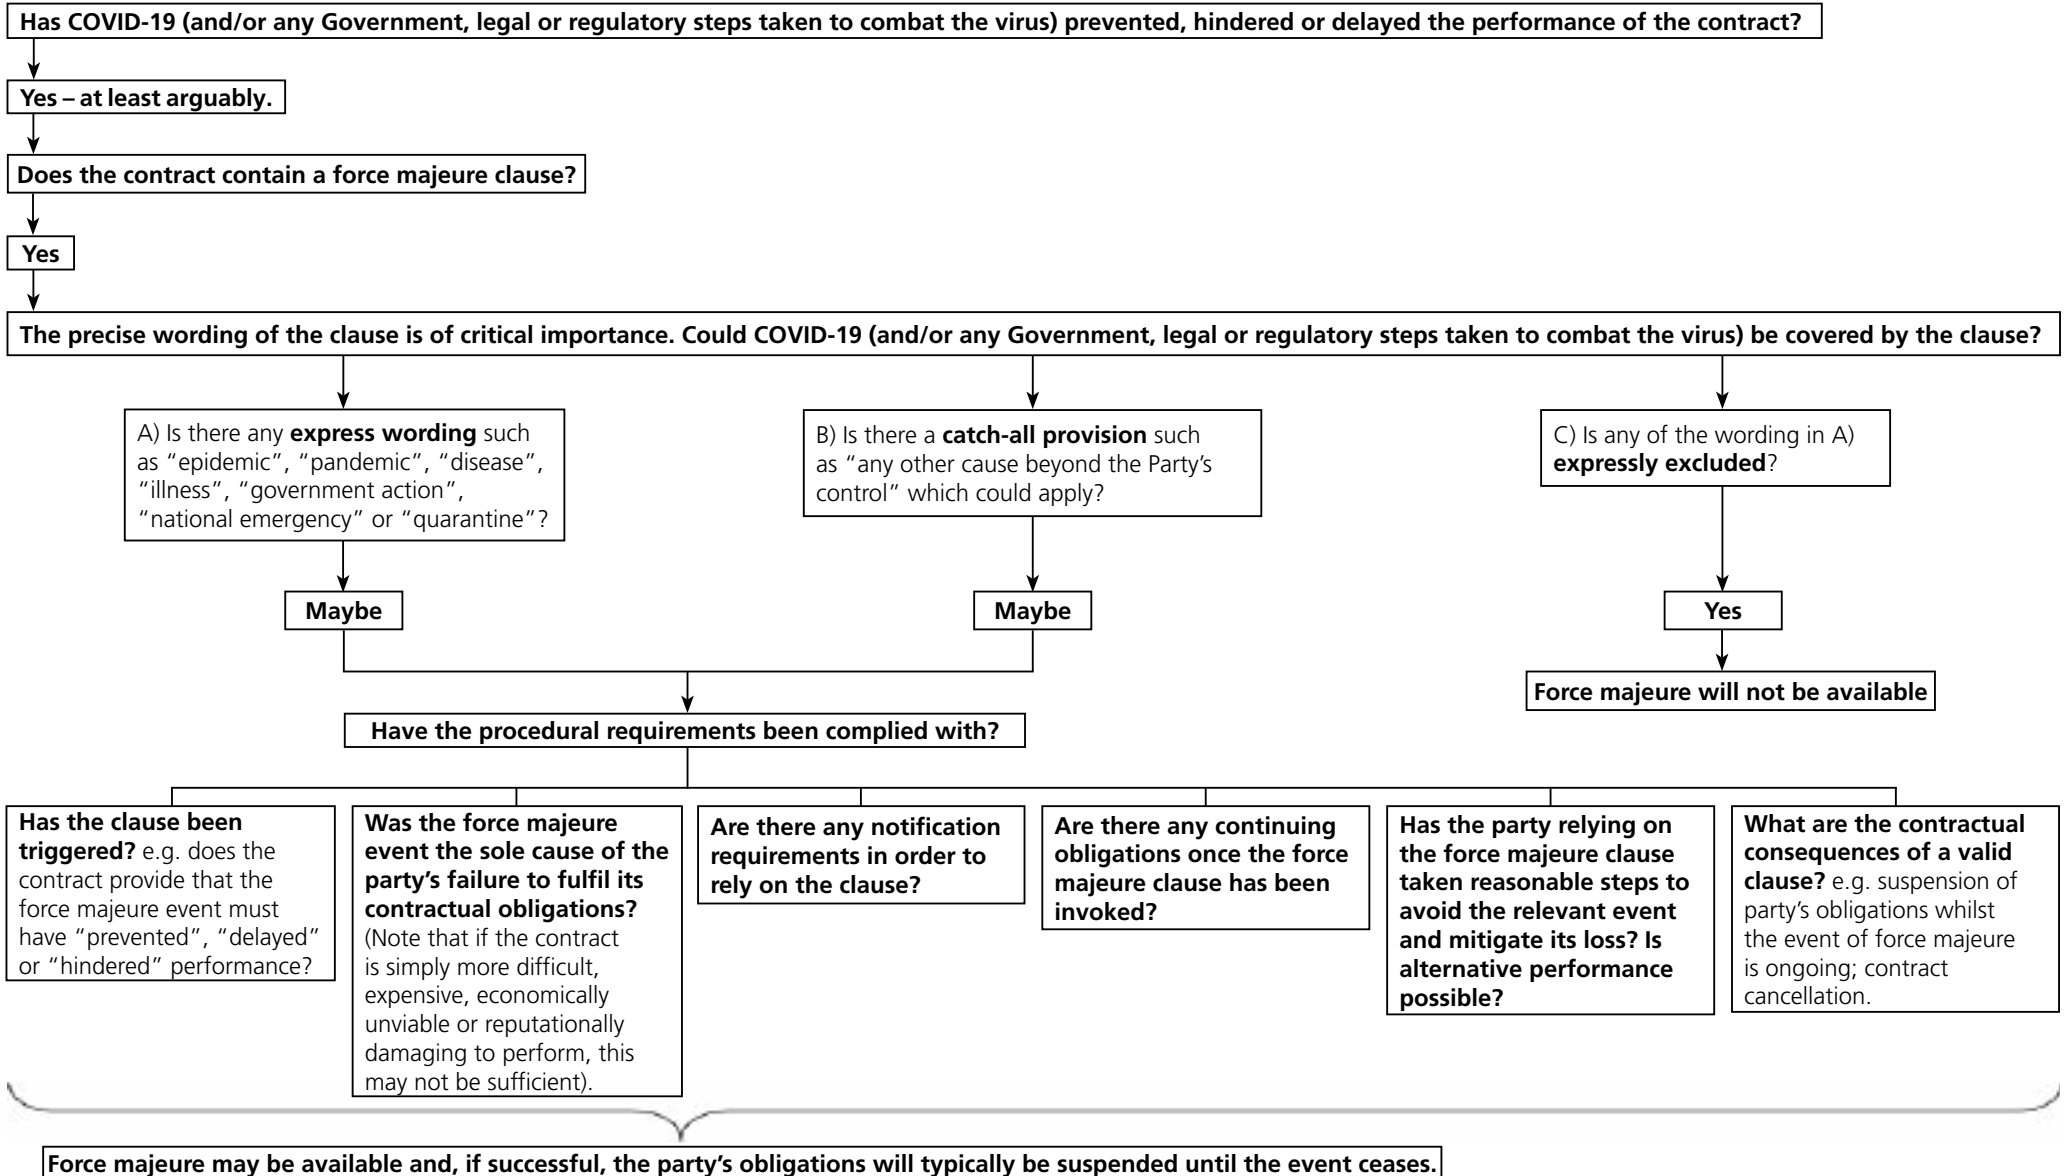 Has COVID-19 (and/or any Government, legal or regulatory steps taken to combat the virus) prevented, hindered or delayed the performance of the contract?
Yes – at least arguably.
Does the contract contain a force majeure clause?
Yes
The precise wording of the clause is of critical importance. Could COVID-19 (and/or any Government, legal or regulatory steps taken to combat the virus) be covered by the clause?
A) Is there any express wording such
as “epidemic”, “pandemic”, “disease”,
“illness”, “government action”,
“national emergency” or “quarantine”?
B) Is there a catch-all provision such
as “any other cause beyond the Party’s
control” which could apply?
C) Is any of the wording in A)
expressly excluded?
Maybe
Maybe
Yes
Force majeure will not be available
Have the procedural requirements been complied with?
Has the clause been
triggered? e.g. does the
contract provide that the
force majeure event must
have “prevented”, “delayed”
or “hindered” performance?
Was the force majeure
event the sole cause of the
party’s failure to fulfil its
contractual obligations?
(Note that if the contract
is simply more difficult,
expensive, economically
unviable or reputationally
damaging to perform, this
may not be sufficient).
Are there any notification
requirements in order to
rely on the clause?
Are there any continuing
obligations once the force
majeure clause has been
invoked?
Has the party relying on
the force majeure clause
taken reasonable steps to
avoid the relevant event
and mitigate its loss? Is
alternative performance
possible?
What are the contractual
consequences of a valid
clause? e.g. suspension of
party’s obligations whilst
the event of force majeure
is ongoing; contract
cancellation.
Force majeure may be available and, if successful, the party’s obligations will typically be suspended until the event ceases.